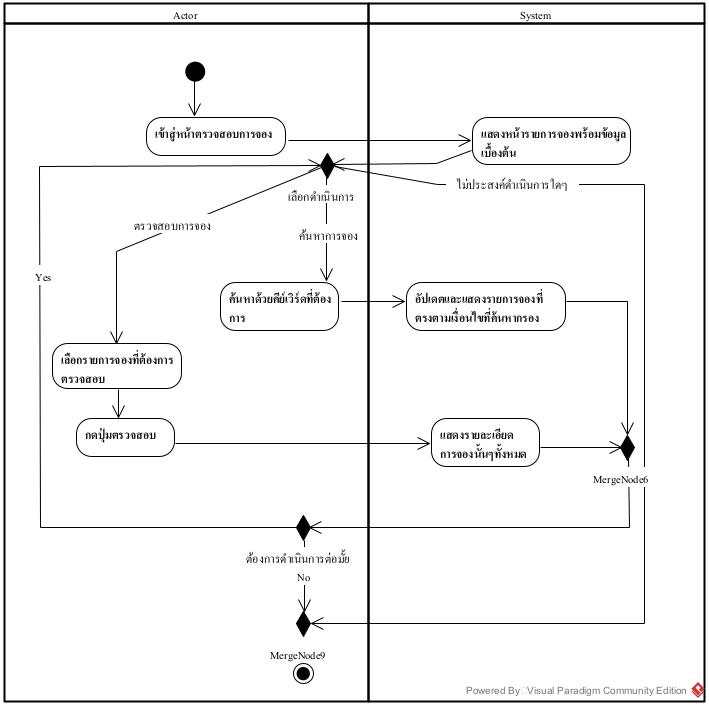 Actor
System
เข้าสู่หน้าตรวจสอบการจอง
แสดงหน้ารายการจองพร้อมข้อมูล
เบื้องต้น
ไม่ประสงค์ดำเนินการใดๆ
เลือกดำเนินการ
ตรวจสอบการจอง
ค้นหาการจอง
Yes
ค้นหาด้วยคีย์เวิร์ดที่ต้อง
การ
อัปเดตและแสดงรายการจองที่
ตรงตามเงื่อนไขที่ค้นหากรอง
เลือกรายการจองที่ต้องการ
ตรวจสอบ
กดปุ่มตรวจสอบ
แสดงรายละเอียด
การจองนั้นๆทั้งหมด
MergeNode6
ต้องการดำเนินการต่อมั้ย
No
MergeNode9
Powered By Visual Paradigm Community Edition